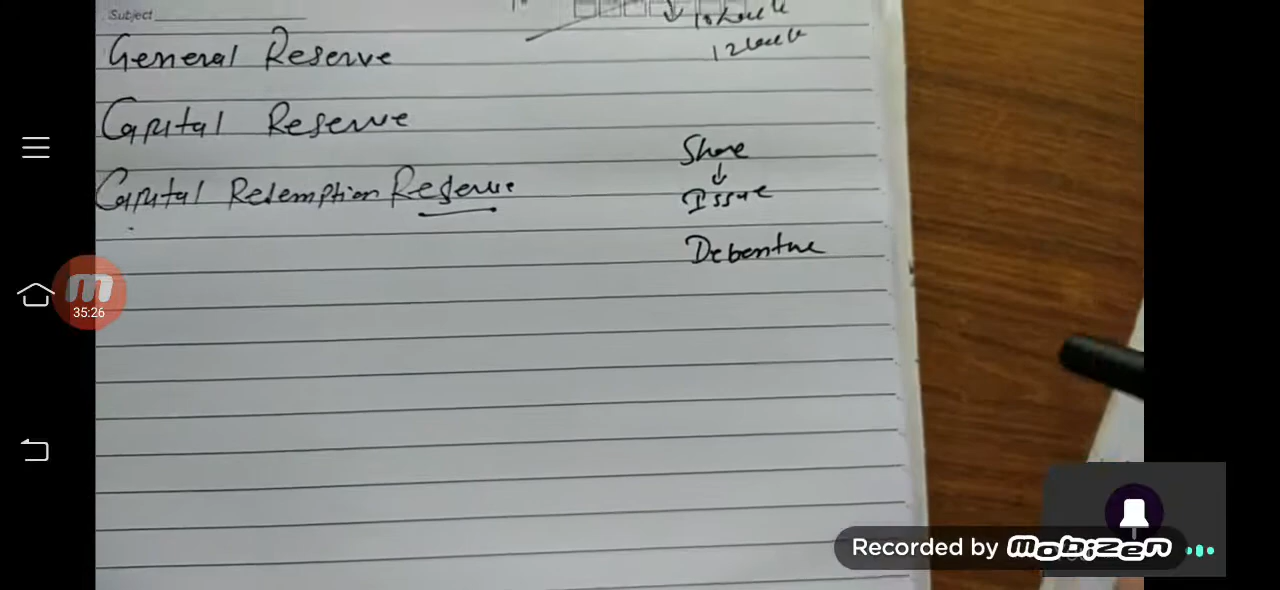 Subject
General Reserve
Capital Reserve
Capital Redemption Reserve
Share
Issue
Debenture
35:26
Recorded by mobizen